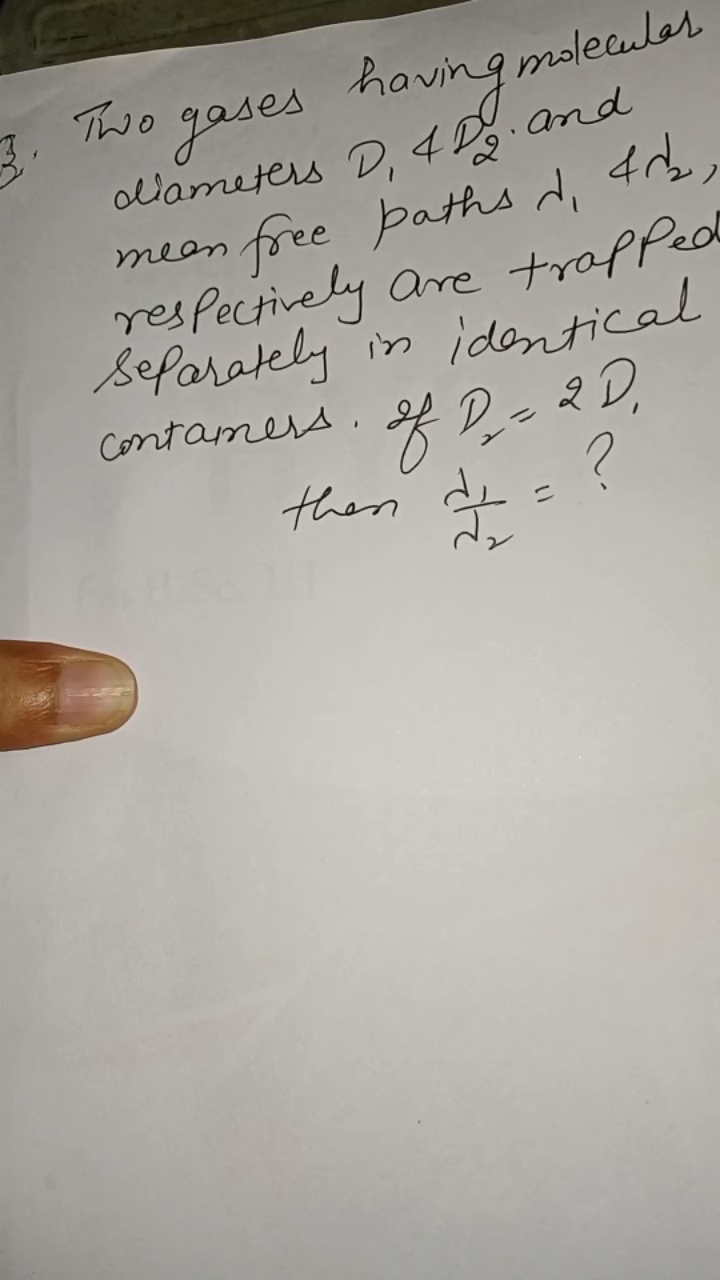 3. Two gases having molecular
diameters D₁ & D₂. and
mean free paths λ₁ & λ₂,
respectively are trapped
separately in identical
containers. If D₂ = 2D₁
then λ₁/λ₂ = ?